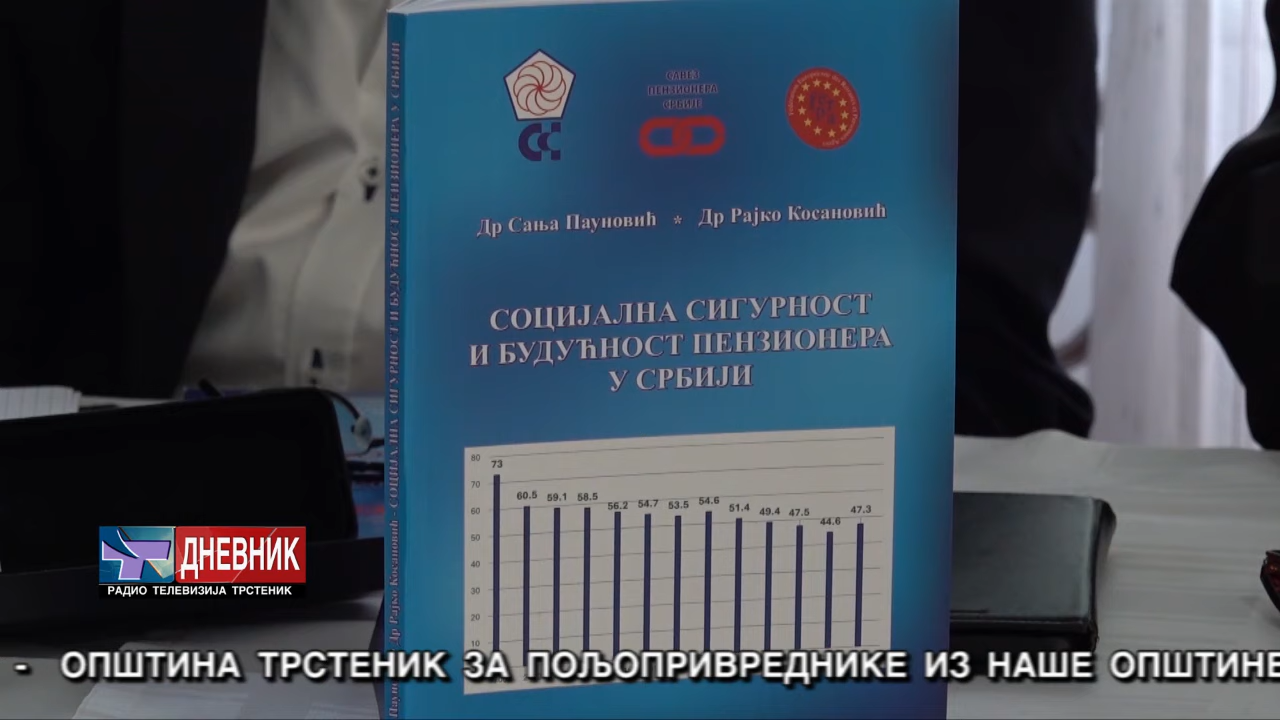 САВЕЗ
ПЕНЗИОНЕРА
СРБИЈЕ
Др Сања Пауновић * Др Рајко Косановић
СОЦИЈАЛНА СИГУРНОСТ
И БУДУЋНОСТ ПЕНЗИОНЕРА
У СРБИЈИ
80
73
70
60.5
59.1
58.5
56.2
54.7
53.5
54.6
51.4
49.4
47.5
44.6
47.3
60
50
40
30
20
10
Рајко Косановић - СОЦИЈАЛНА СИГУРНОСТ И БУДУЋНОСТ ПЕНЗИОНЕРА У СРБИЈИ
ДНЕВНИК
РАДИО ТЕЛЕВИЗИЈА ТРСТЕНИК
- ОПШТИНА ТРСТЕНИК ЗА ПОЉОПРИВРЕДНИКЕ ИЗ НАШЕ ОПШТИНЕ